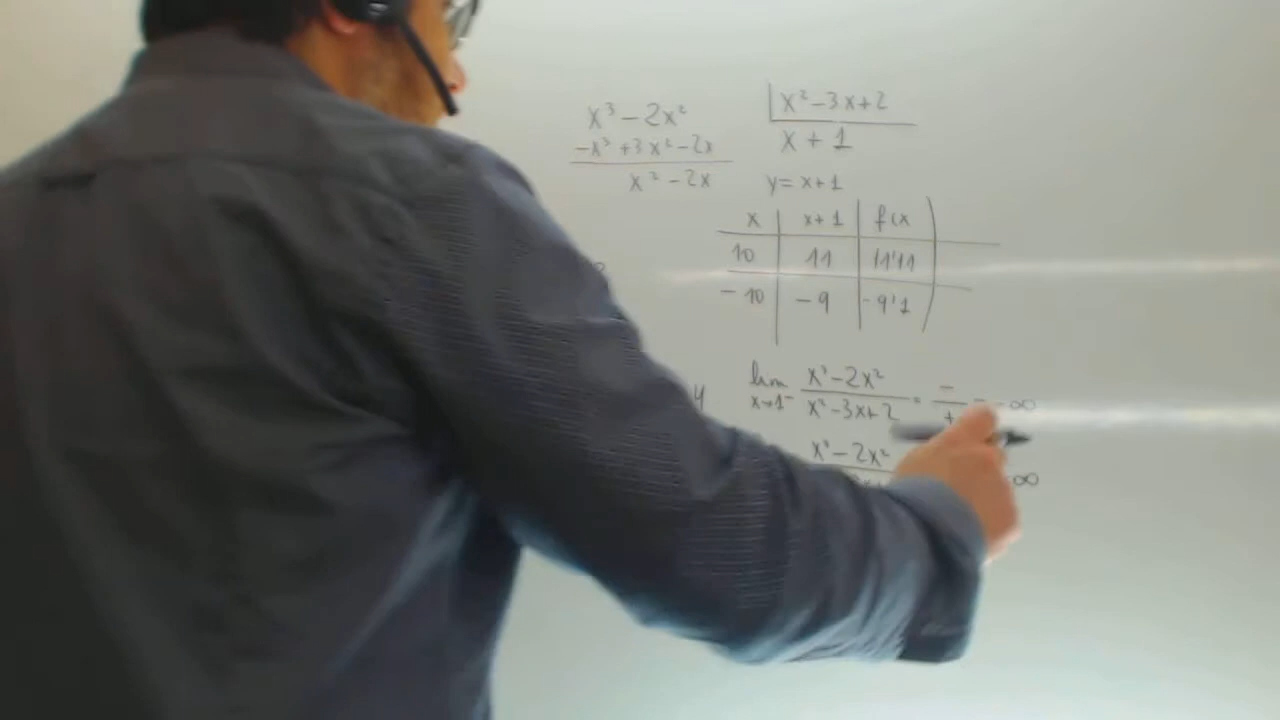 x³ - 2x² | x² - 3x + 2
-x³ + 3x² - 2x x + 1
x² - 2x y = x + 1
x | x + 1 | f(x
10 | 11 | 11'11
-10 | -9 | -9'1
lim x→1⁻ x³ - 2x² / x² - 3x + 2 = - / + = -∞
x³ - 2x²
∞